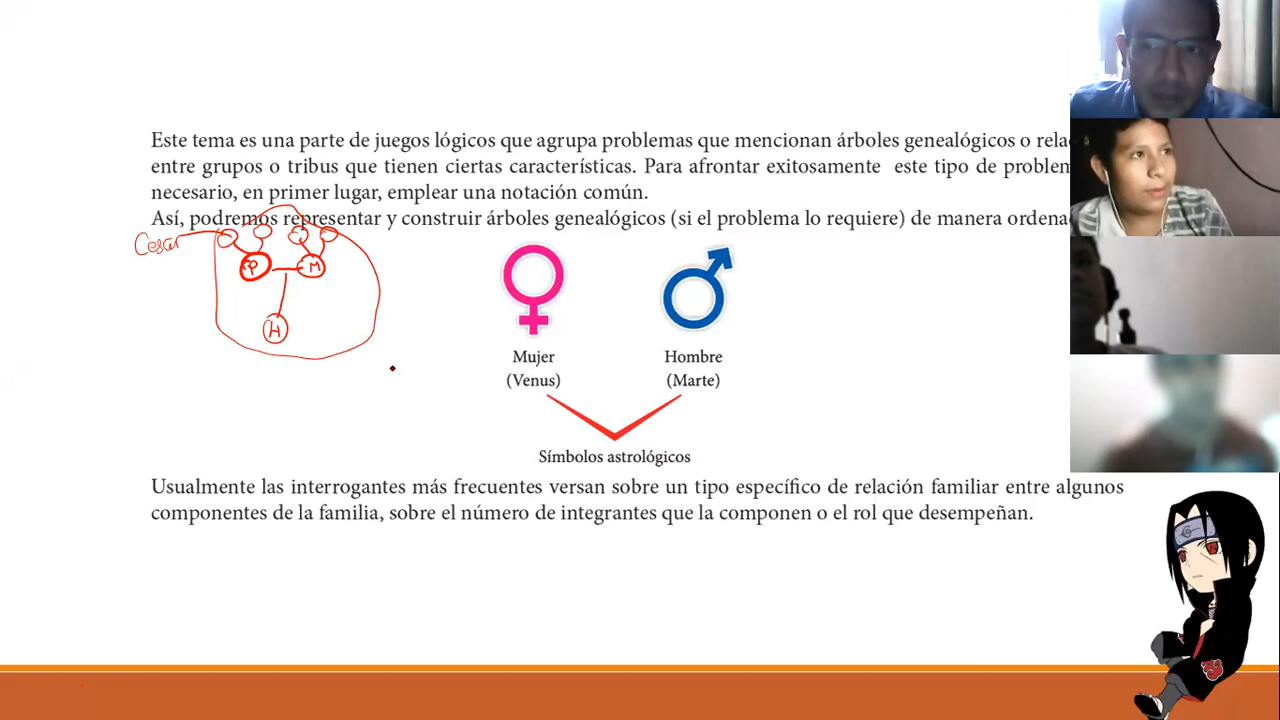 Este tema es una parte de juegos lógicos que agrupa problemas que mencionan árboles genealógicos o rela
entre grupos o tribus que tienen ciertas características. Para afrontar exitosamente este tipo de problem
necesario, en primer lugar, emplear una notación común.
Así, podremos representar y construir árboles genealógicos (si el problema lo requiere) de manera ordena
Cesar
P M
H
Mujer Hombre
(Venus) (Marte)
Símbolos astrológicos
Usualmente las interrogantes más frecuentes versan sobre un tipo específico de relación familiar entre algunos
componentes de la familia, sobre el número de integrantes que la componen o el rol que desempeñan.